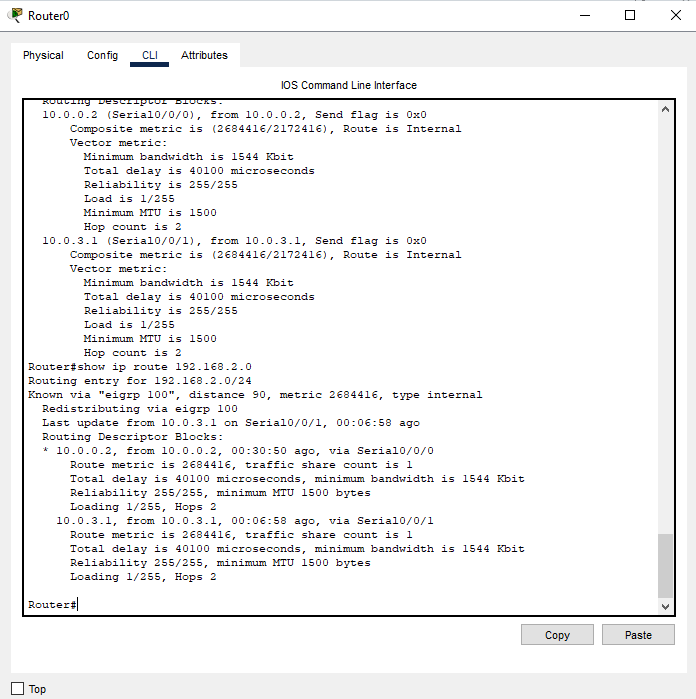 Router0
Physical Config CLI Attributes
IOS Command Line Interface
Routing Descriptor Blocks:
10.0.0.2 (Serial0/0/0), from 10.0.0.2, Send flag is 0x0
Composite metric is (2684416/2172416), Route is Internal
Vector metric:
Minimum bandwidth is 1544 Kbit
Total delay is 40100 microseconds
Reliability is 255/255
Load is 1/255
Minimum MTU is 1500
Hop count is 2
10.0.3.1 (Serial0/0/1), from 10.0.3.1, Send flag is 0x0
Composite metric is (2684416/2172416), Route is Internal
Vector metric:
Minimum bandwidth is 1544 Kbit
Total delay is 40100 microseconds
Reliability is 255/255
Load is 1/255
Minimum MTU is 1500
Hop count is 2
Router#show ip route 192.168.2.0
Routing entry for 192.168.2.0/24
Known via "eigrp 100", distance 90, metric 2684416, type internal
Redistributing via eigrp 100
Last update from 10.0.3.1 on Serial0/0/1, 00:06:58 ago
Routing Descriptor Blocks:
* 10.0.0.2, from 10.0.0.2, 00:30:50 ago, via Serial0/0/0
Route metric is 2684416, traffic share count is 1
Total delay is 40100 microseconds, minimum bandwidth is 1544 Kbit
Reliability 255/255, minimum MTU 1500 bytes
Loading 1/255, Hops 2
10.0.3.1, from 10.0.3.1, 00:06:58 ago, via Serial0/0/1
Route metric is 2684416, traffic share count is 1
Total delay is 40100 microseconds, minimum bandwidth is 1544 Kbit
Reliability 255/255, minimum MTU 1500 bytes
Loading 1/255, Hops 2
Router#
Copy Paste
Top